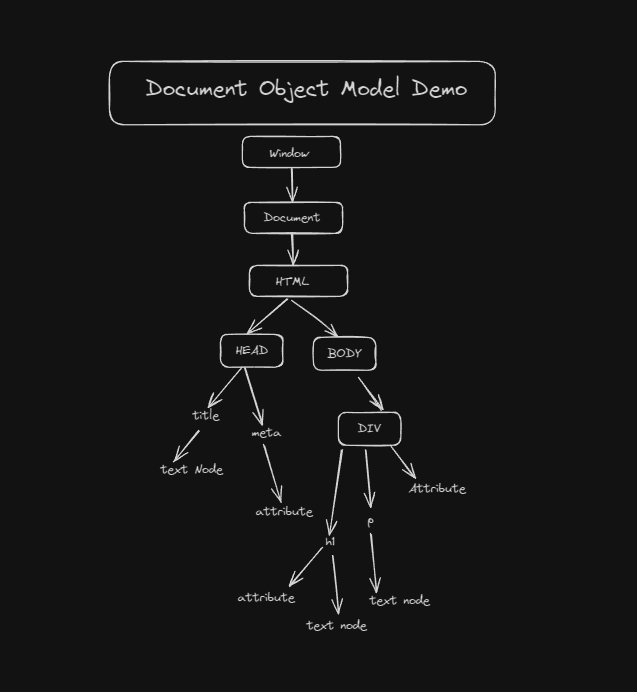 Document Object Model Demo
Window
Document
HTML
HEAD
BODY
title
meta
DIV
text Node
Attribute
attribute
p
h1
attribute
text node
text node